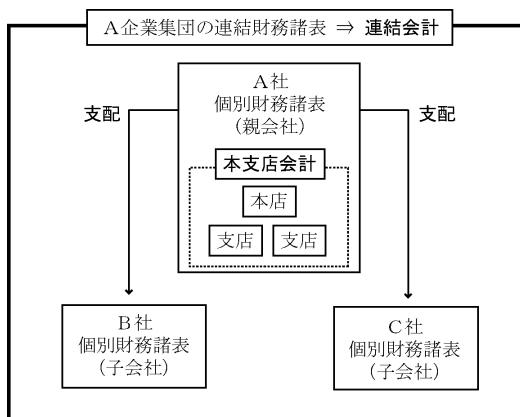 A企業集団の連結財務諸表 ⇒ 連結会計
A社
個別財務諸表
（親会社）
支配
支配
本支店会計
本店
支店
支店
B社
個別財務諸表
（子会社）
C社
個別財務諸表
（子会社）